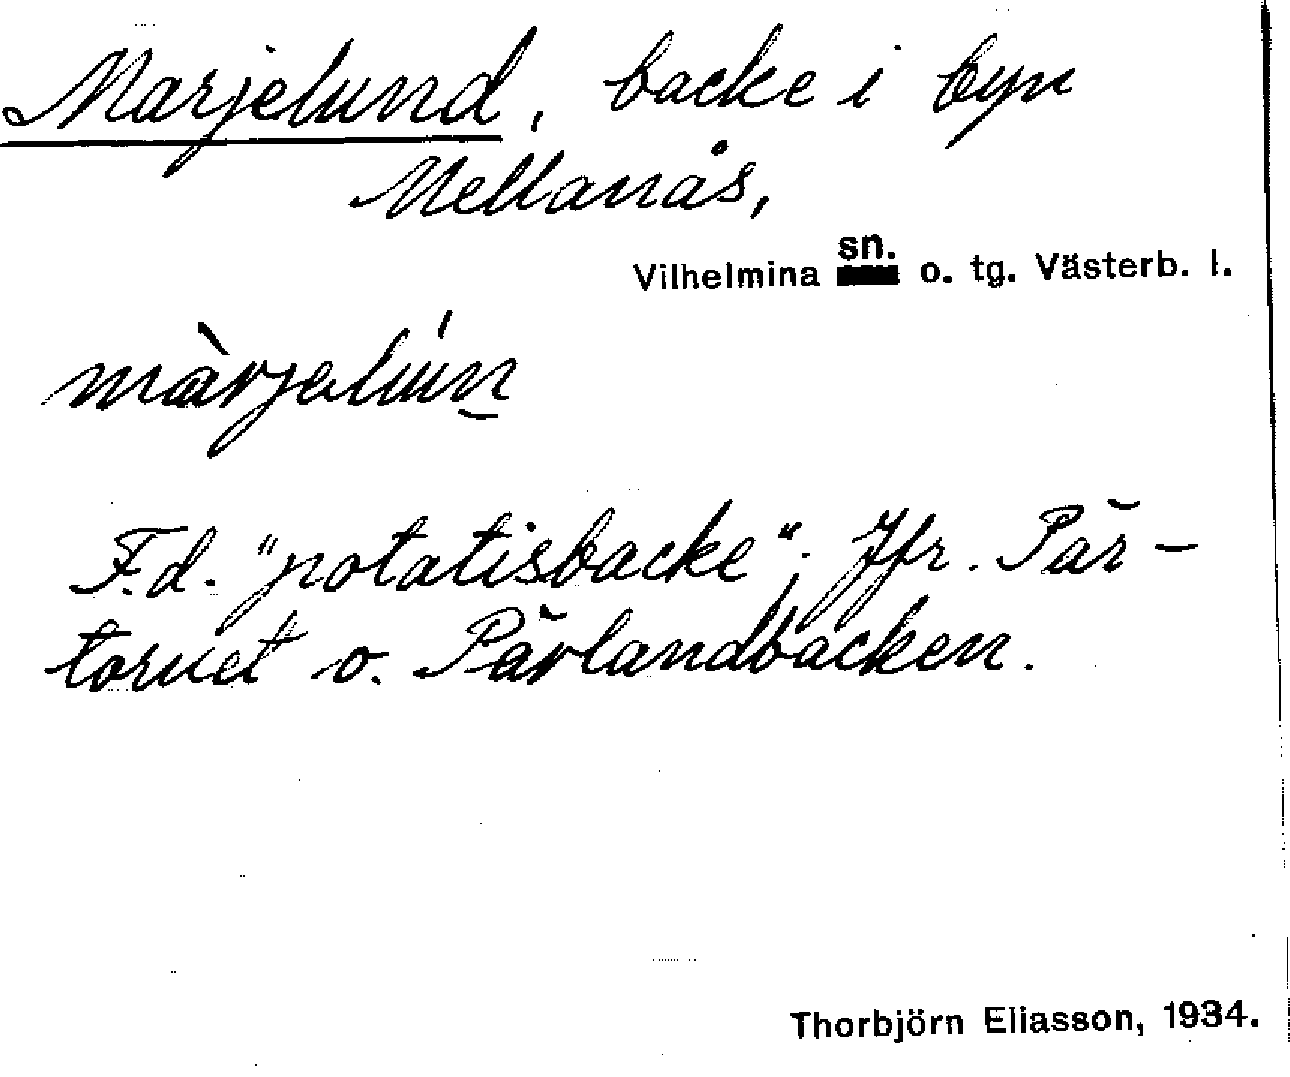 Marjelund, backe i byn
Mellanås,
Vilhelmina sn. o. tg. Västerb. l.
màrjelún̠
F.d. "potatisbacke"; Jfr. Pär-
torvet o. Pärlandbacken.
Thorbjörn Eliasson, 1934.